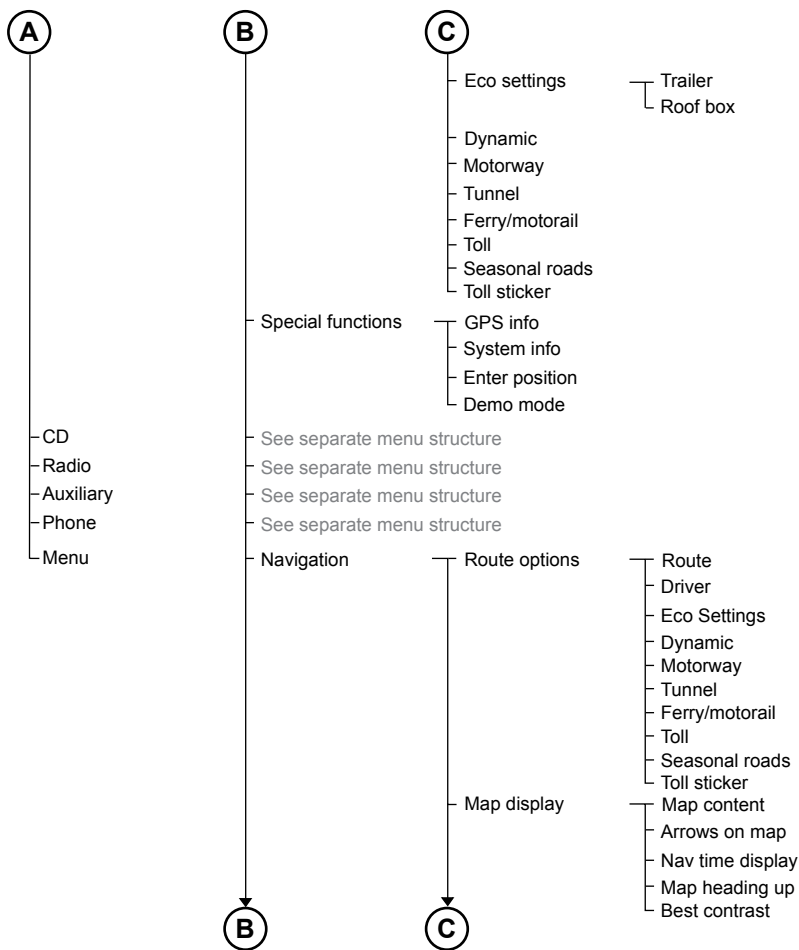 A B C
Eco settings Trailer
Roof box
Dynamic
Motorway
Tunnel
Ferry/motorail
Toll
Seasonal roads
Toll sticker
Special functions GPS info
System info
Enter position
Demo mode
CD See separate menu structure
Radio See separate menu structure
Auxiliary See separate menu structure
Phone See separate menu structure
Menu Navigation Route options Route
Driver
Eco Settings
Dynamic
Motorway
Tunnel
Ferry/motorail
Toll
Seasonal roads
Toll sticker
Map display Map content
Arrows on map
Nav time display
Map heading up
Best contrast
B C